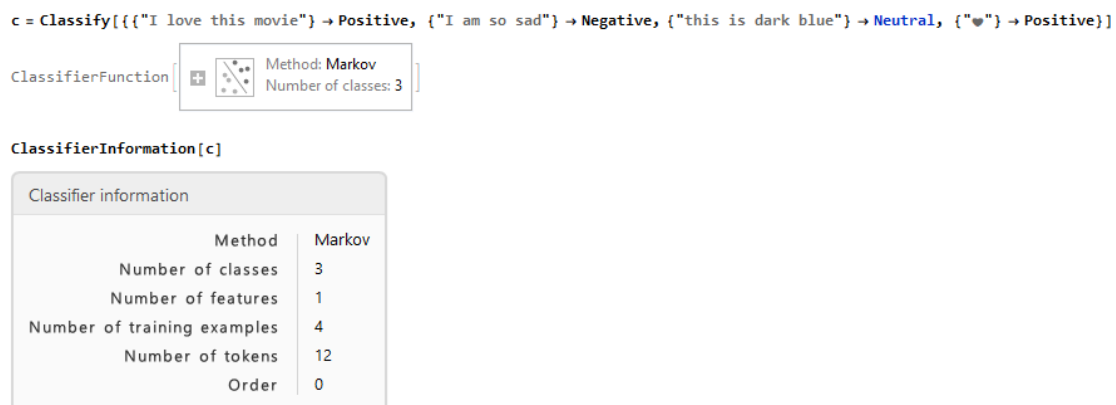 c = Classify[{{"I love this movie"} → Positive, {"I am so sad"} → Negative, {"this is dark blue"} → Neutral, {"♥"} → Positive}]
ClassifierFunction[
Method: Markov
Number of classes: 3
]
ClassifierInformation[c]
Classifier information
Method Markov
Number of classes 3
Number of features 1
Number of training examples 4
Number of tokens 12
Order 0